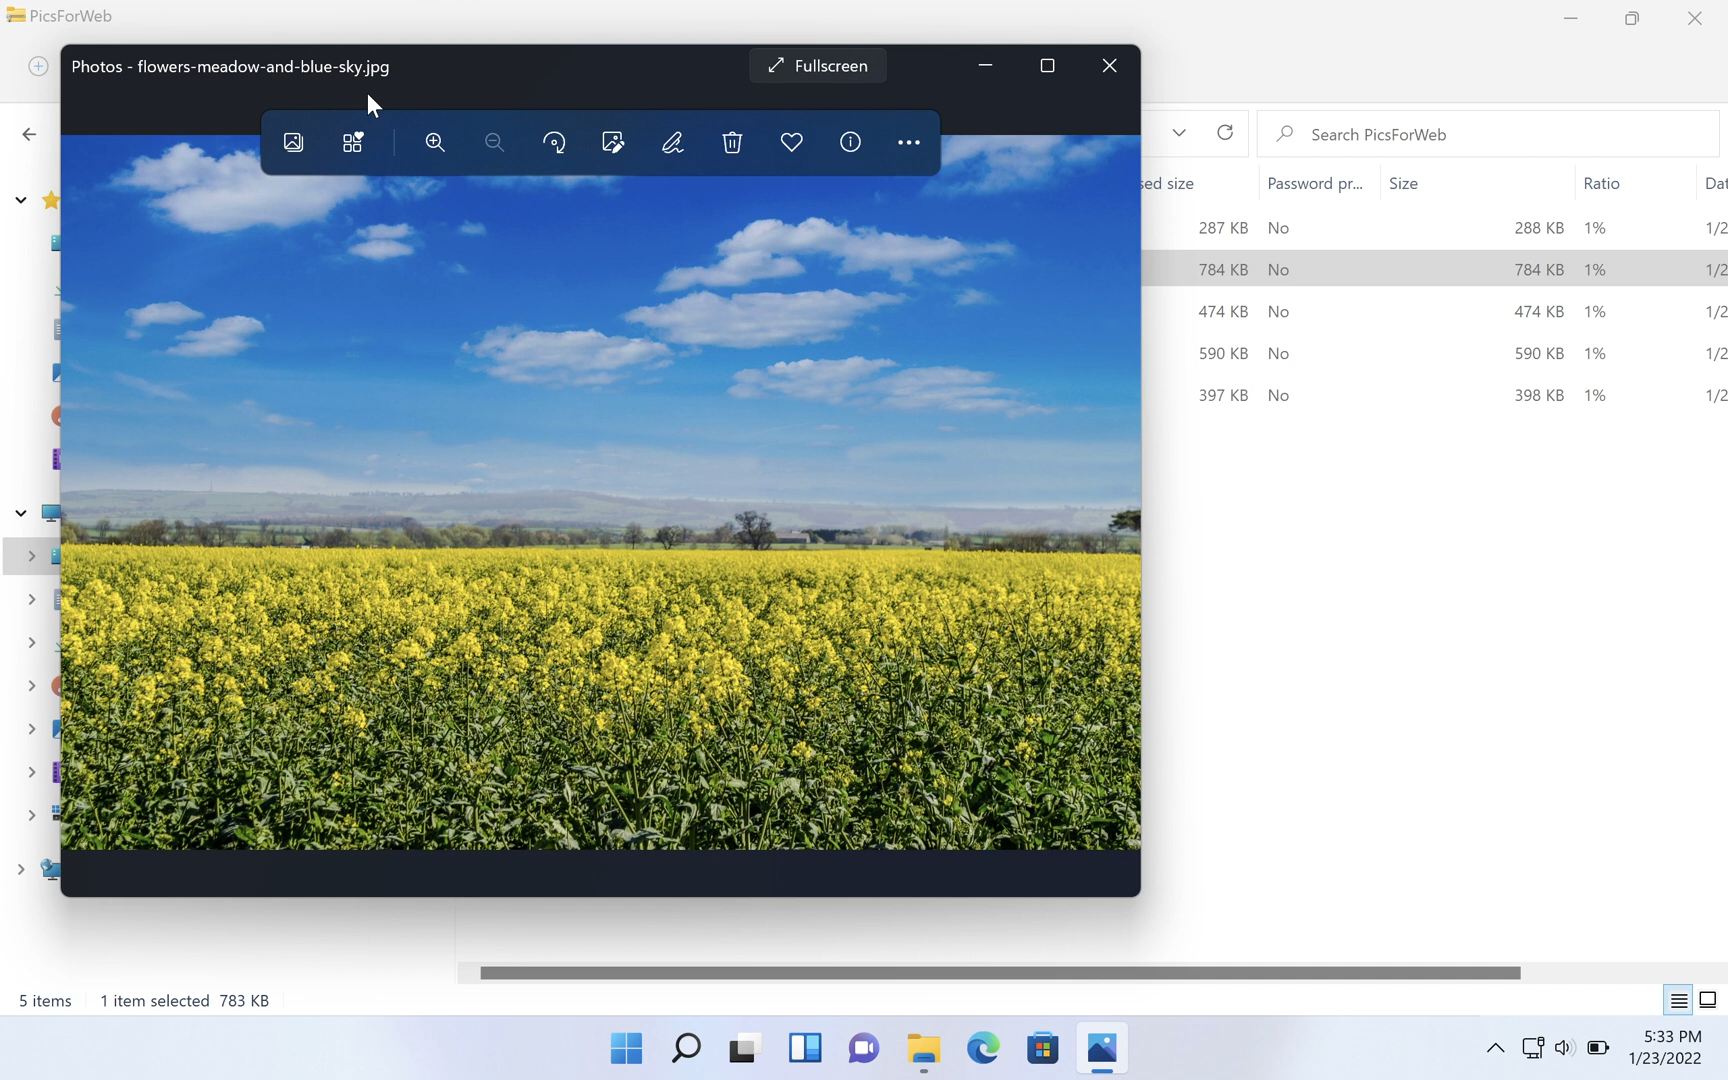 PicsForWeb
Photos - flowers-meadow-and-blue-sky.jpg
Fullscreen
Search PicsForWeb
sed size Password pr... Size Ratio Dat
287 KB No 288 KB 1% 1/2
784 KB No 784 KB 1% 1/2
474 KB No 474 KB 1% 1/2
590 KB No 590 KB 1% 1/2
397 KB No 398 KB 1% 1/2
5 items 1 item selected 783 KB
5:33 PM
1/23/2022